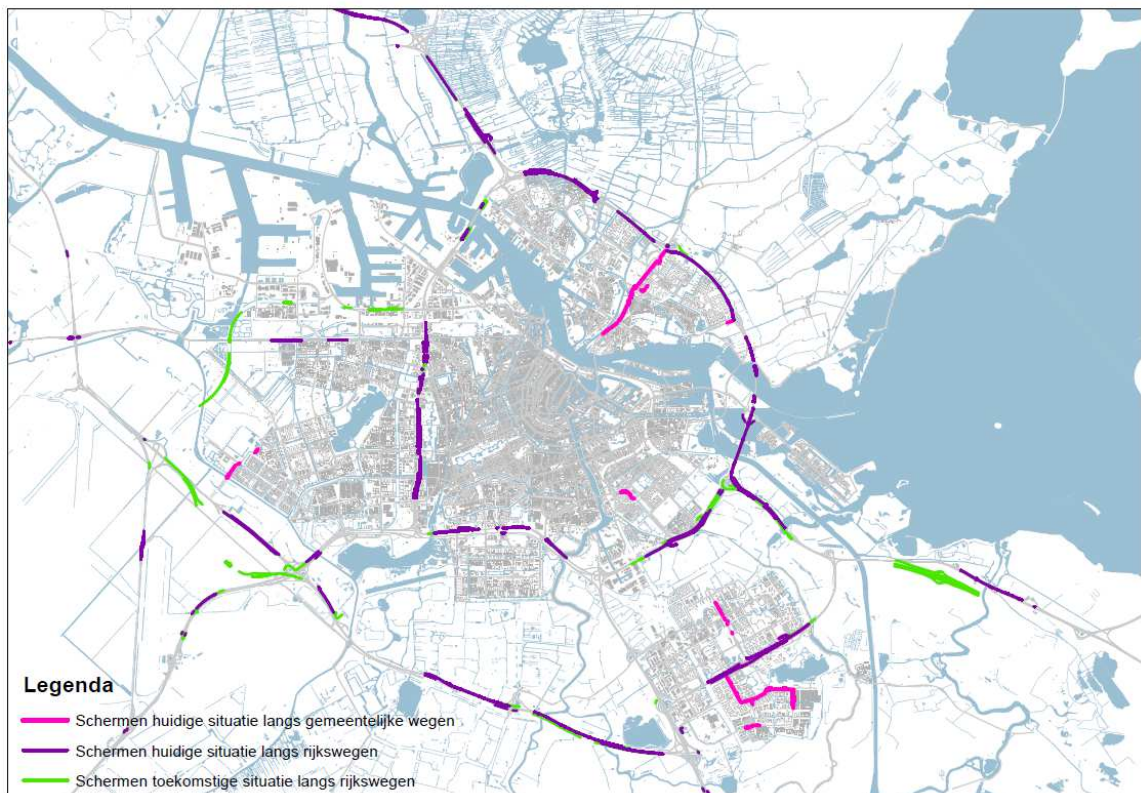 Legenda
Schermen huidige situatie langs gemeentelijke wegen
Schermen huidige situatie langs rijkswegen
Schermen toekomstige situatie langs rijkswegen